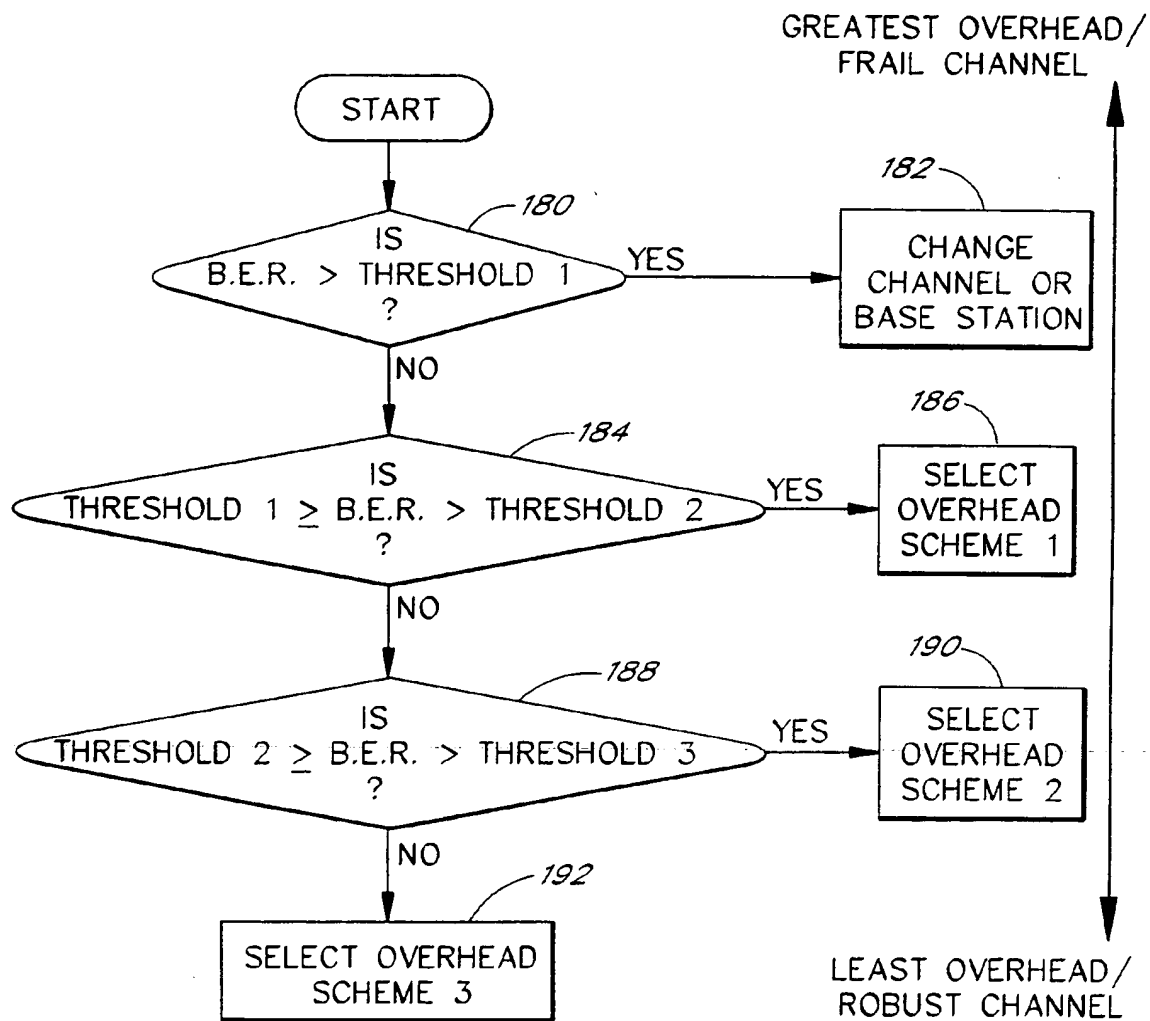 GREATEST OVERHEAD/
FRAIL CHANNEL
START
180
IS
B.E.R. > THRESHOLD 1
?
YES
182
CHANGE
CHANNEL OR
BASE STATION
NO
184
IS
THRESHOLD 1 ≥ B.E.R. > THRESHOLD 2
?
YES
186
SELECT
OVERHEAD
SCHEME 1
NO
188
IS
THRESHOLD 2 ≥ B.E.R. > THRESHOLD 3
?
YES
190
SELECT
OVERHEAD
SCHEME 2
NO
192
SELECT OVERHEAD
SCHEME 3
LEAST OVERHEAD/
ROBUST CHANNEL